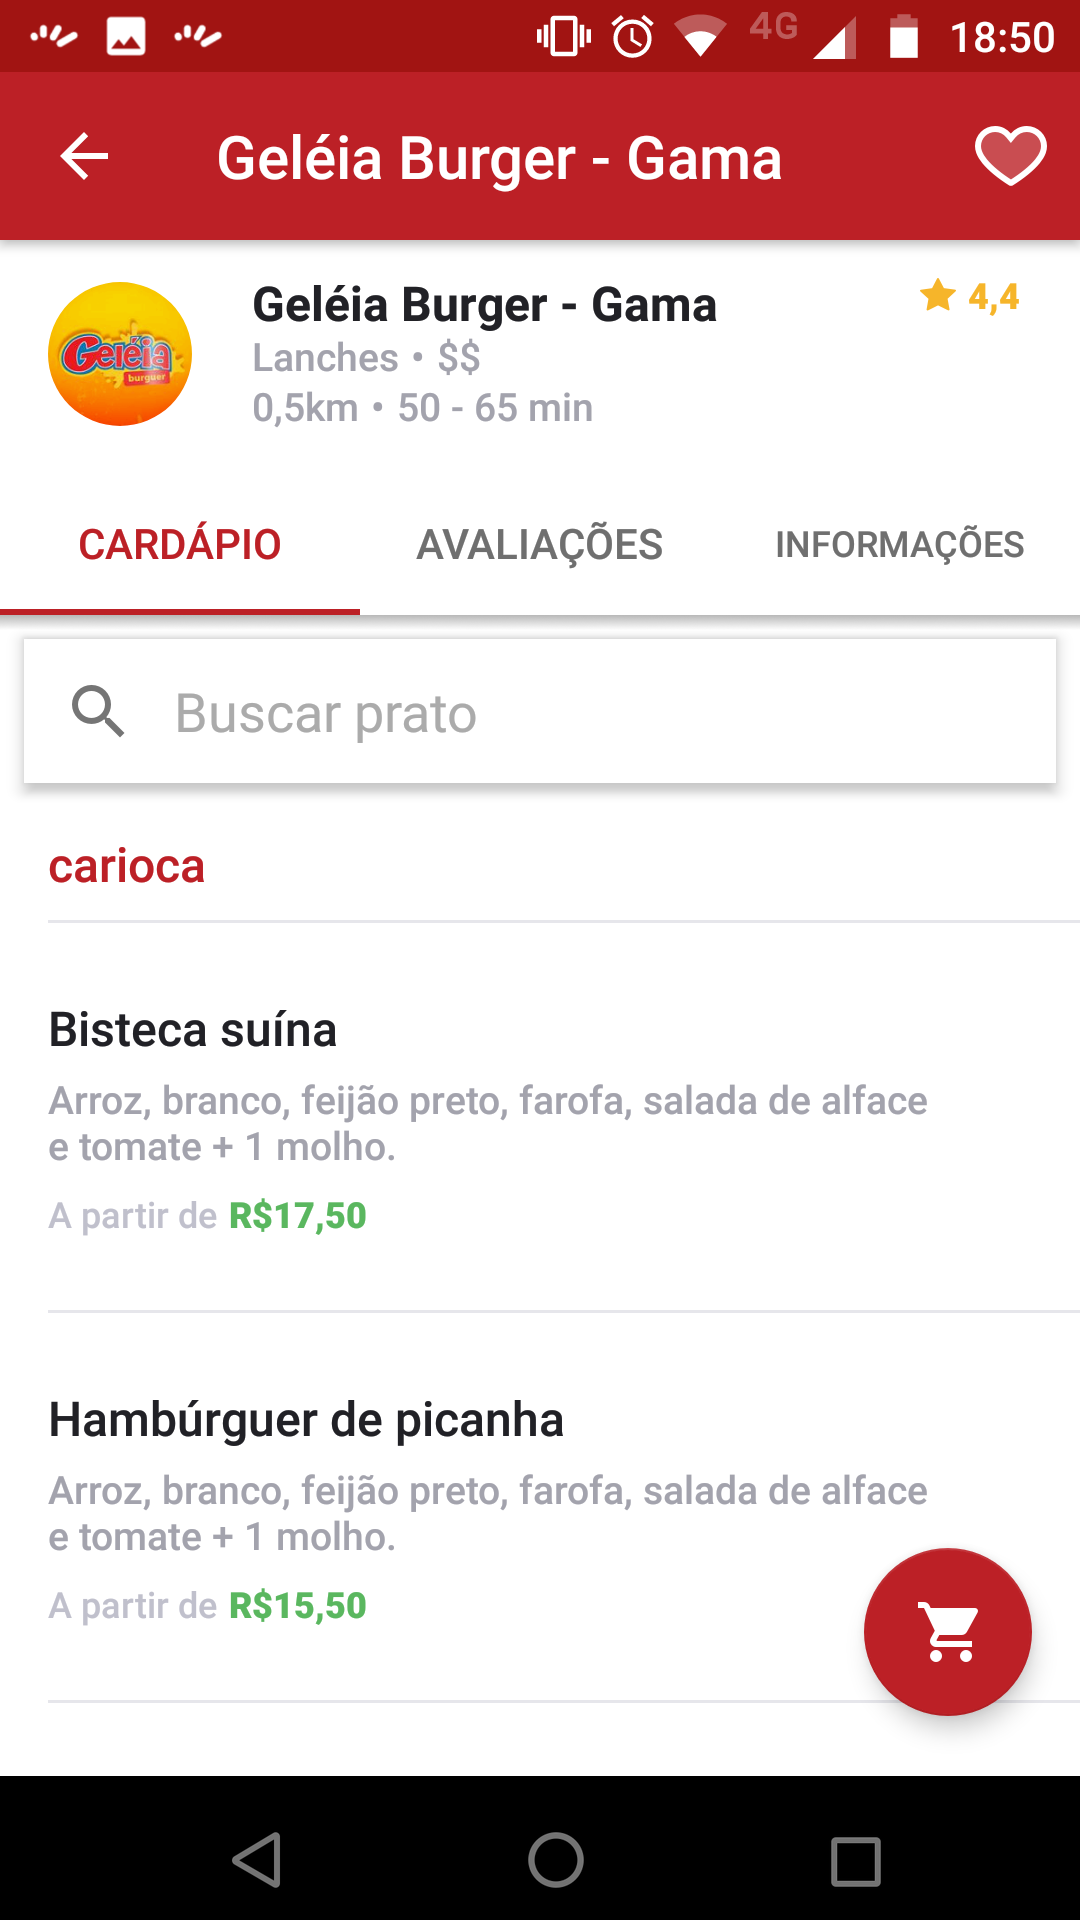 4G 18:50
Geléia Burger - Gama
Geléia
burguer
Geléia Burger - Gama
4,4
Lanches • $$
0,5km • 50 - 65 min
CARDÁPIO AVALIAÇÕES INFORMAÇÕES
Buscar prato
carioca
Bisteca suína
Arroz, branco, feijão preto, farofa, salada de alface
e tomate + 1 molho.
A partir de R$17,50
Hambúrguer de picanha
Arroz, branco, feijão preto, farofa, salada de alface
e tomate + 1 molho.
A partir de R$15,50